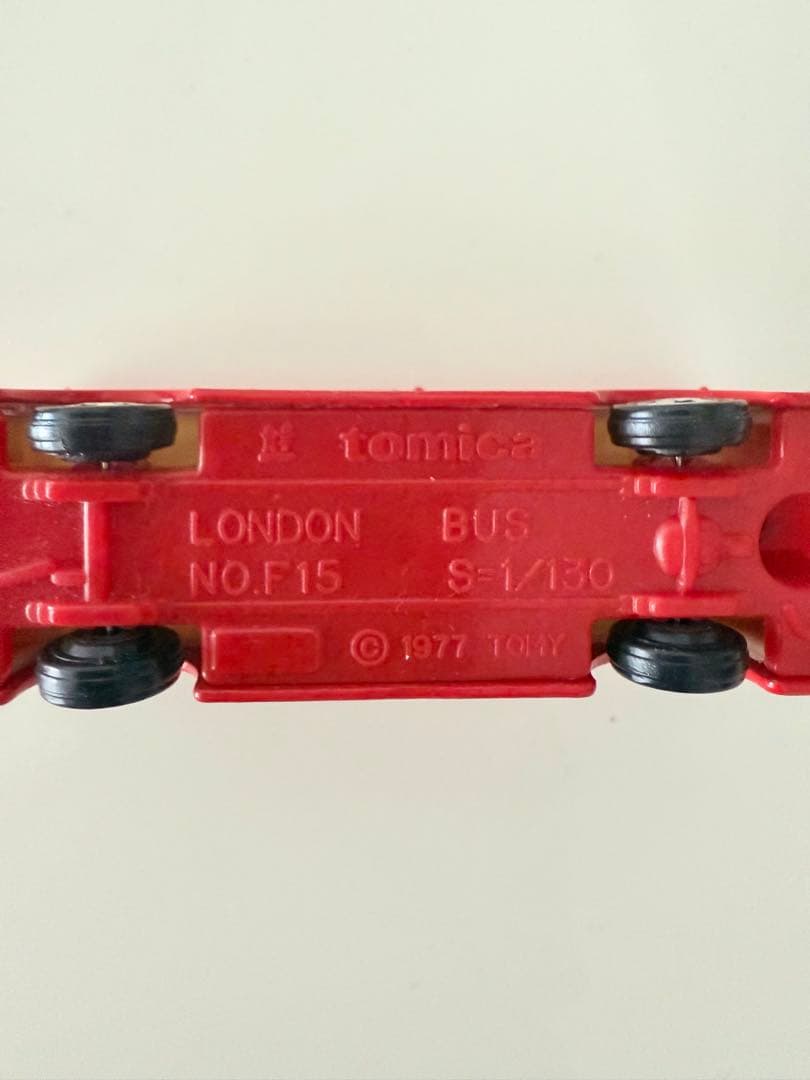 tomica
LONDON BUS
NO.F15 S=1/130
© 1977 TOMY